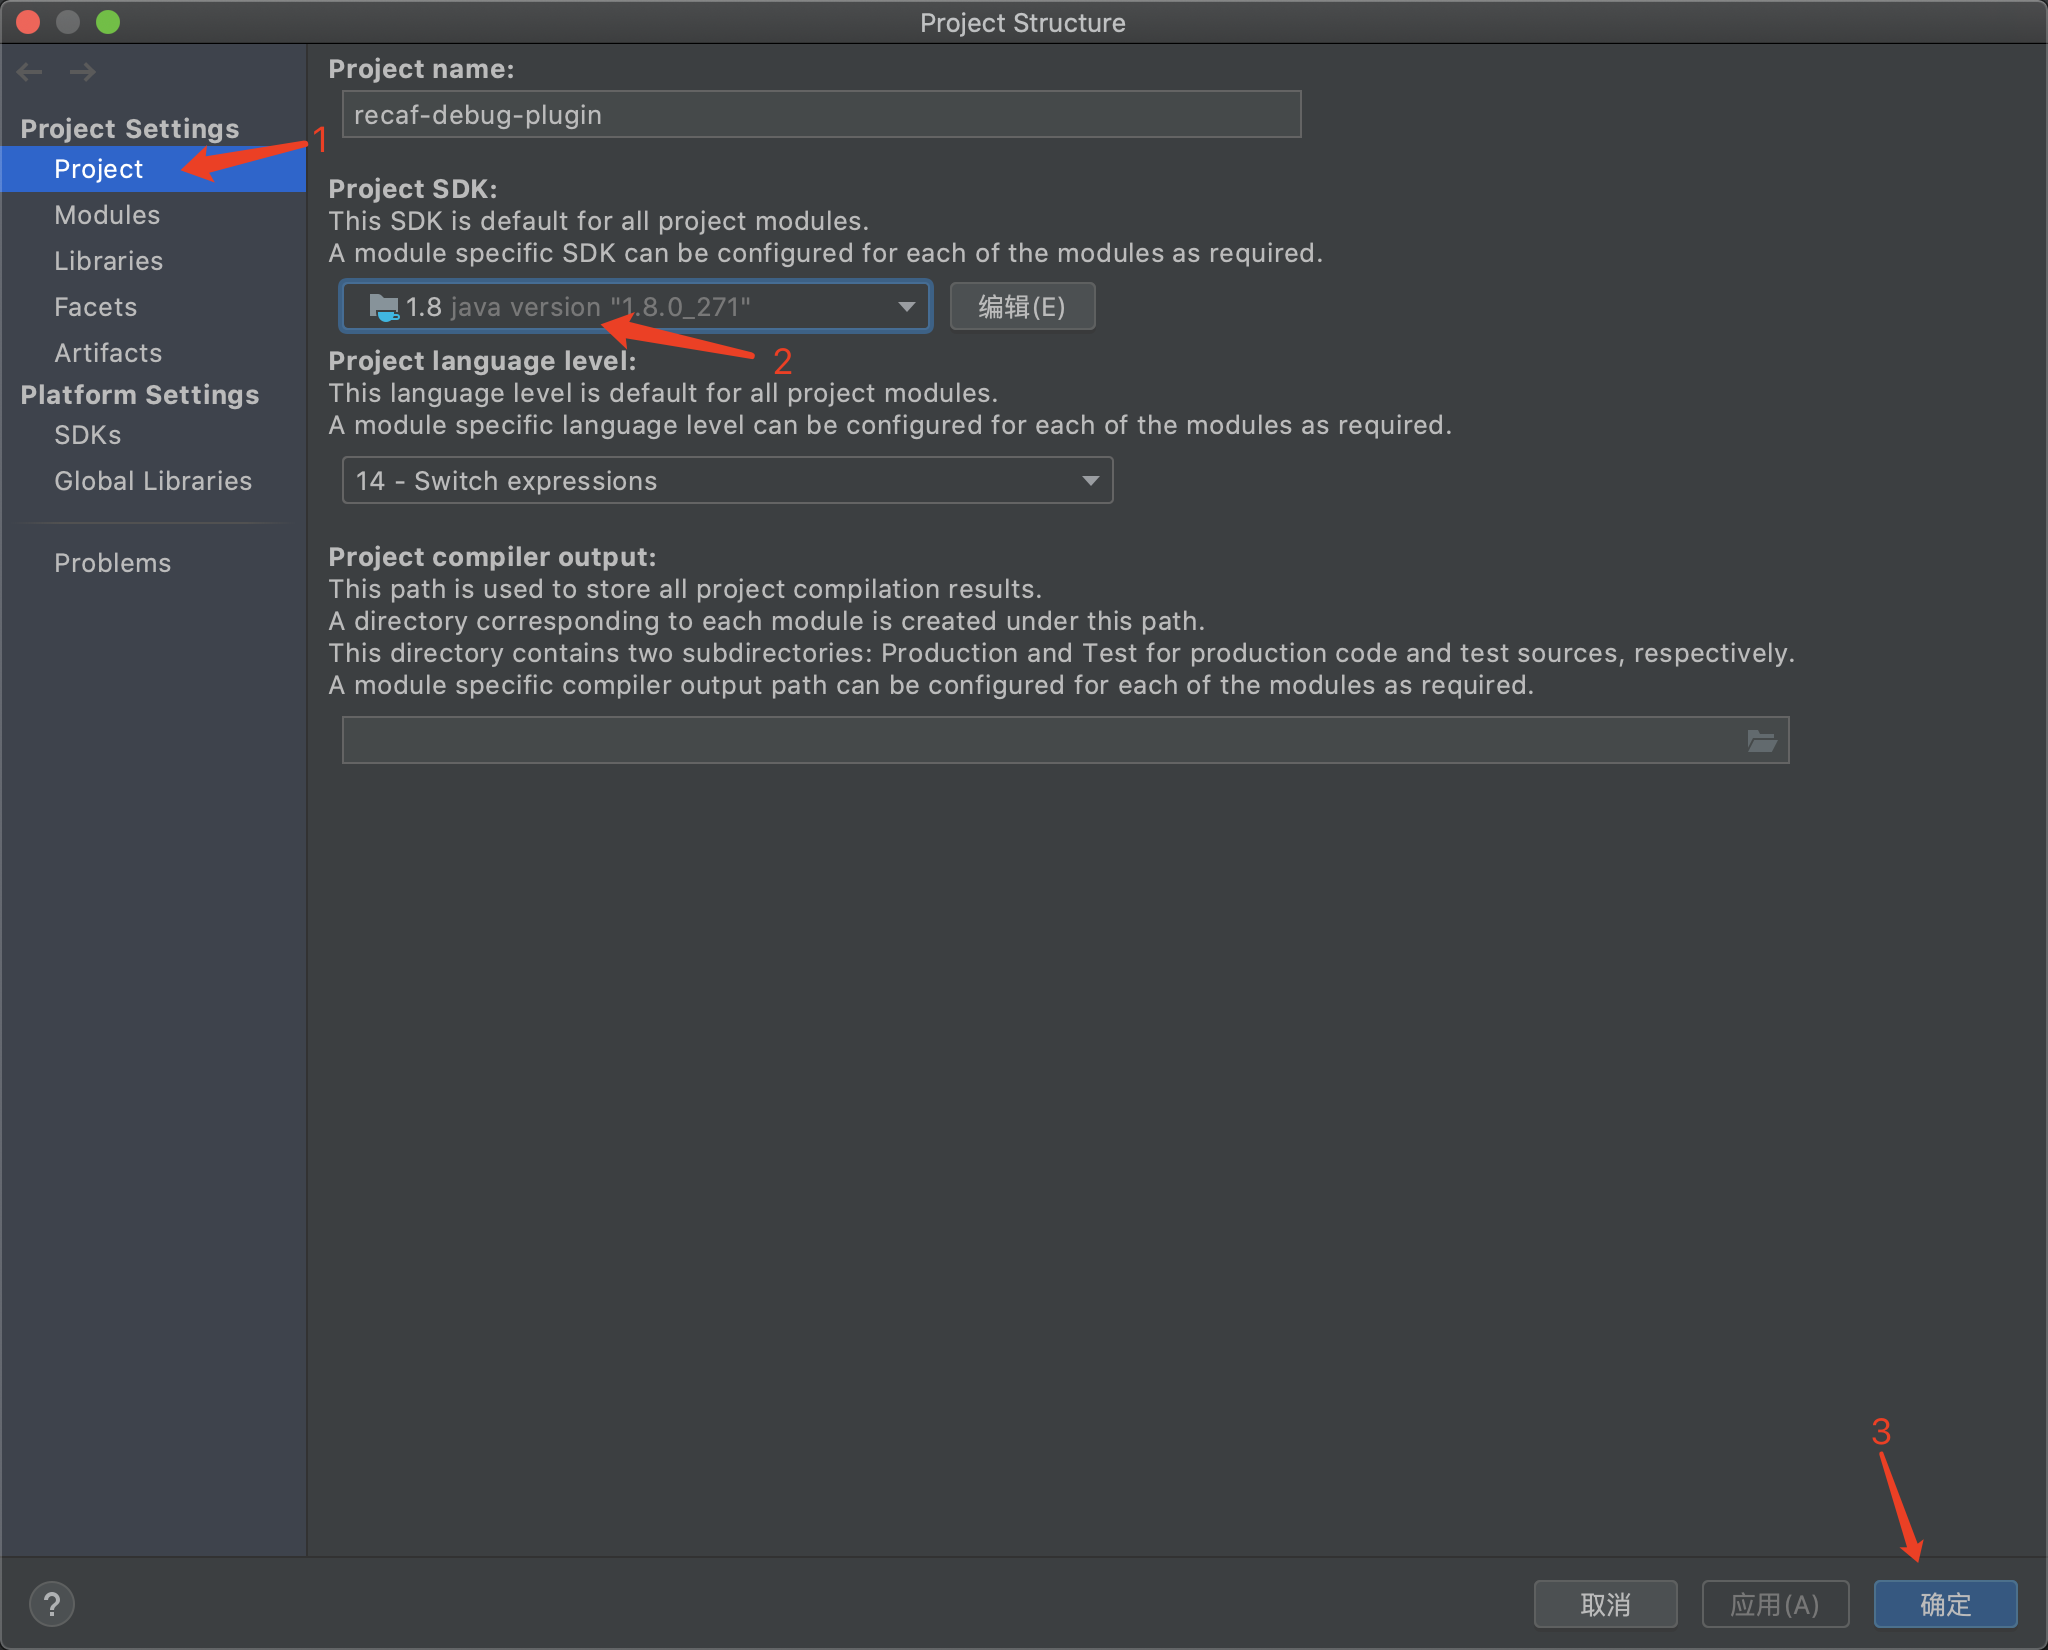 Project Structure
Project Settings
Project
Modules
Libraries
Facets
Artifacts
Platform Settings
SDKs
Global Libraries
Problems
1
Project name:
recaf-debug-plugin
Project SDK:
This SDK is default for all project modules.
A module specific SDK can be configured for each of the modules as required.
1.8 java version "1.8.0_271"
编辑(E)
2
Project language level:
This language level is default for all project modules.
A module specific language level can be configured for each of the modules as required.
14 - Switch expressions
Project compiler output:
This path is used to store all project compilation results.
A directory corresponding to each module is created under this path.
This directory contains two subdirectories: Production and Test for production code and test sources, respectively.
A module specific compiler output path can be configured for each of the modules as required.
3
?
取消
应用(A)
确定